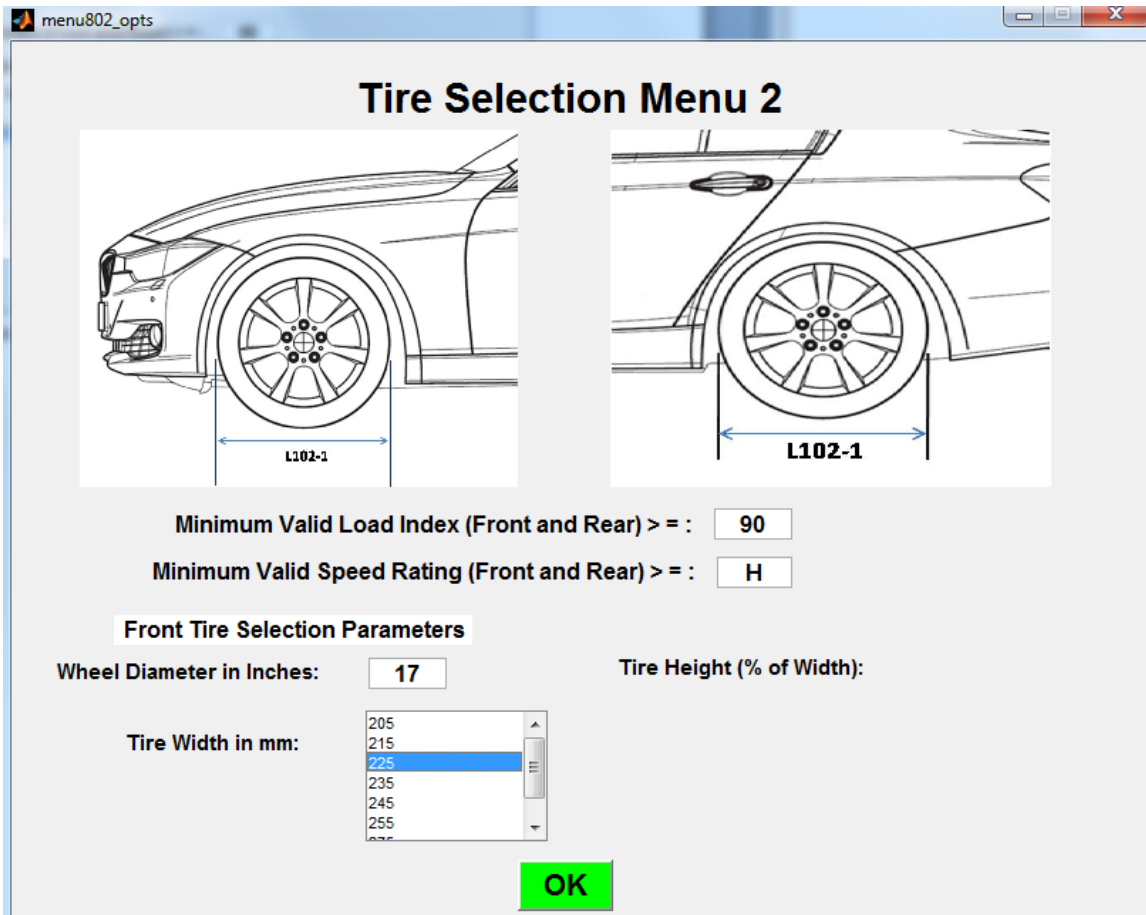 menu802_opts
Tire Selection Menu 2
L102-1
L102-1
Minimum Valid Load Index (Front and Rear) > = : 90
Minimum Valid Speed Rating (Front and Rear) > = : H
Front Tire Selection Parameters
Wheel Diameter in Inches: 17
Tire Height (% of Width):
Tire Width in mm:
205
215
225
235
245
255
OK